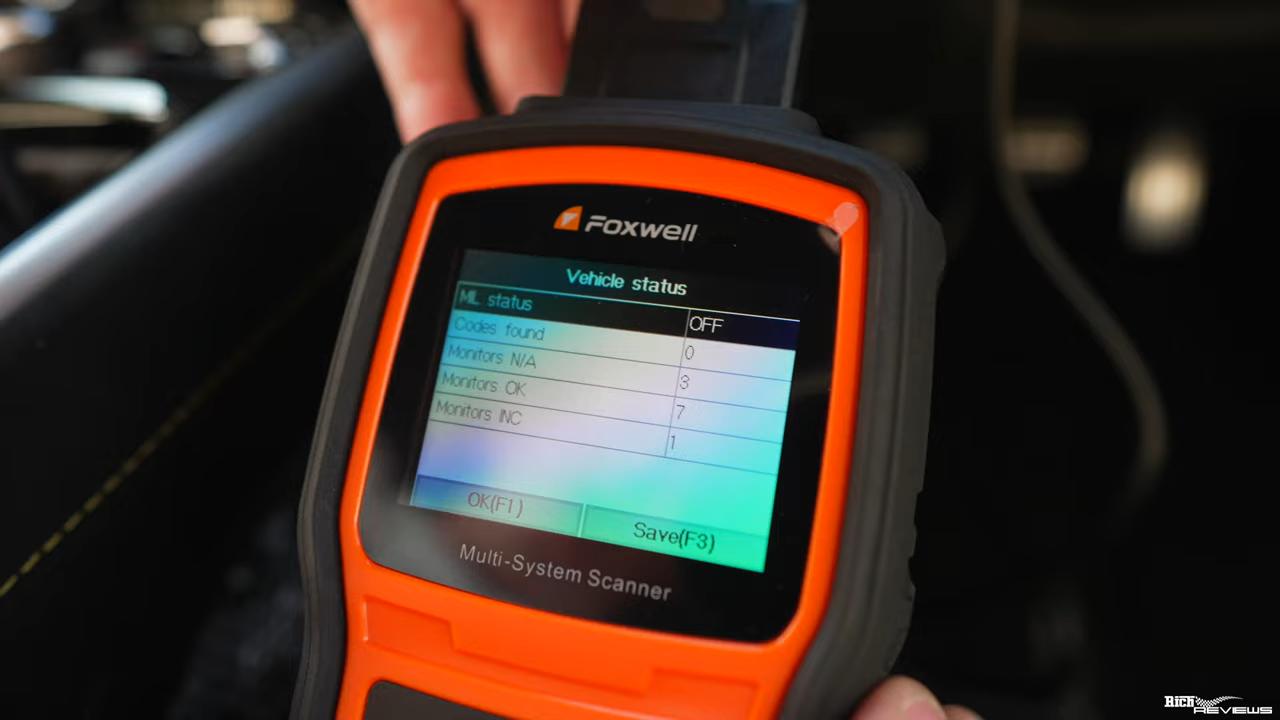 Foxwell
Vehicle status
MIL status OFF
Codes found 0
Monitors N/A 3
Monitors OK 7
Monitors INC 1
OK(F1) Save(F3)
Multi-System Scanner
Rich
REVIEWS